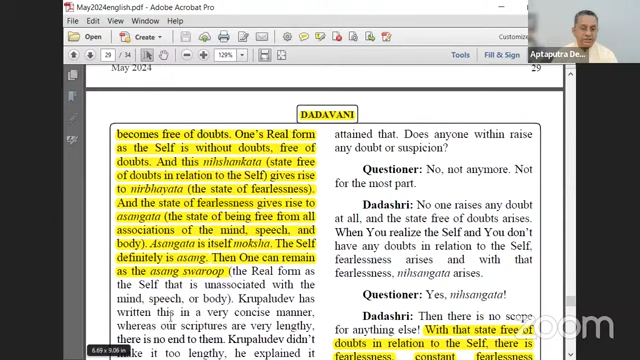 May2024english.pdf - Adobe Acrobat Pro
File Edit View Window Help
Open
Create
Customize
29 / 34
129%
Tools
Fill & Sign
Aptaputra De...
May 2024
29
DADAVANI
becomes free of doubts. One's Real form
as the Self is without doubts, free of
doubts. And this nihshankata (state free
of doubts in relation to the Self) gives rise
to nirbhayata (the state of fearlessness).
And the state of fearlessness gives rise to
asangata (the state of being free from all
associations of the mind, speech, and
body). Asangata is itself moksha. The Self
definitely is asang. Then One can remain
as the asang swaroop (the Real form as
the Self that is unassociated with the
mind, speech, or body). Krupaludev has
written this in a very concise manner,
whereas our scriptures are very lengthy,
there is no end to them. Krupaludev didn't
make it too lengthy, he explained it
attained that. Does anyone within raise
any doubt or suspicion?
Questioner: No, not anymore. Not
for the most part.
Dadashri: No one raises any doubt
at all, and the state free of doubts arises.
When You realize the Self and You don't
have any doubts in relation to the Self,
fearlessness arises and with that
fearlessness, nihsangata arises.
Questioner: Yes, nihsangata!
Dadashri: Then there is no scope
for anything else! With that state free of
doubts in relation to the Self, there is
fearlessness, constant fearlessness
6.69 x 9.06 in
zoom